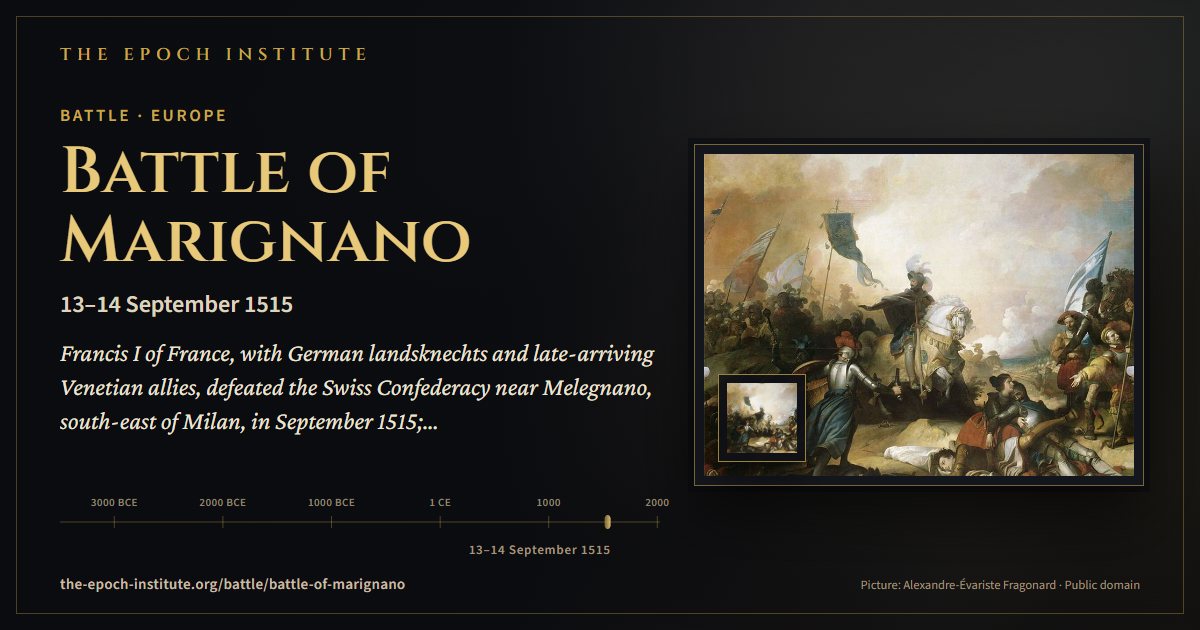 THE EPOCH INSTITUTE
BATTLE · EUROPE
BATTLE OF
MARIGNANO
13–14 September 1515
Francis I of France, with German landsknechts and late-arriving
Venetian allies, defeated the Swiss Confederacy near Melegnano,
south-east of Milan, in September 1515;...
3000 BCE 2000 BCE 1000 BCE 1 CE 1000 2000
13–14 September 1515
the-epoch-institute.org/battle/battle-of-marignano
Picture: Alexandre-Évariste Fragonard · Public domain